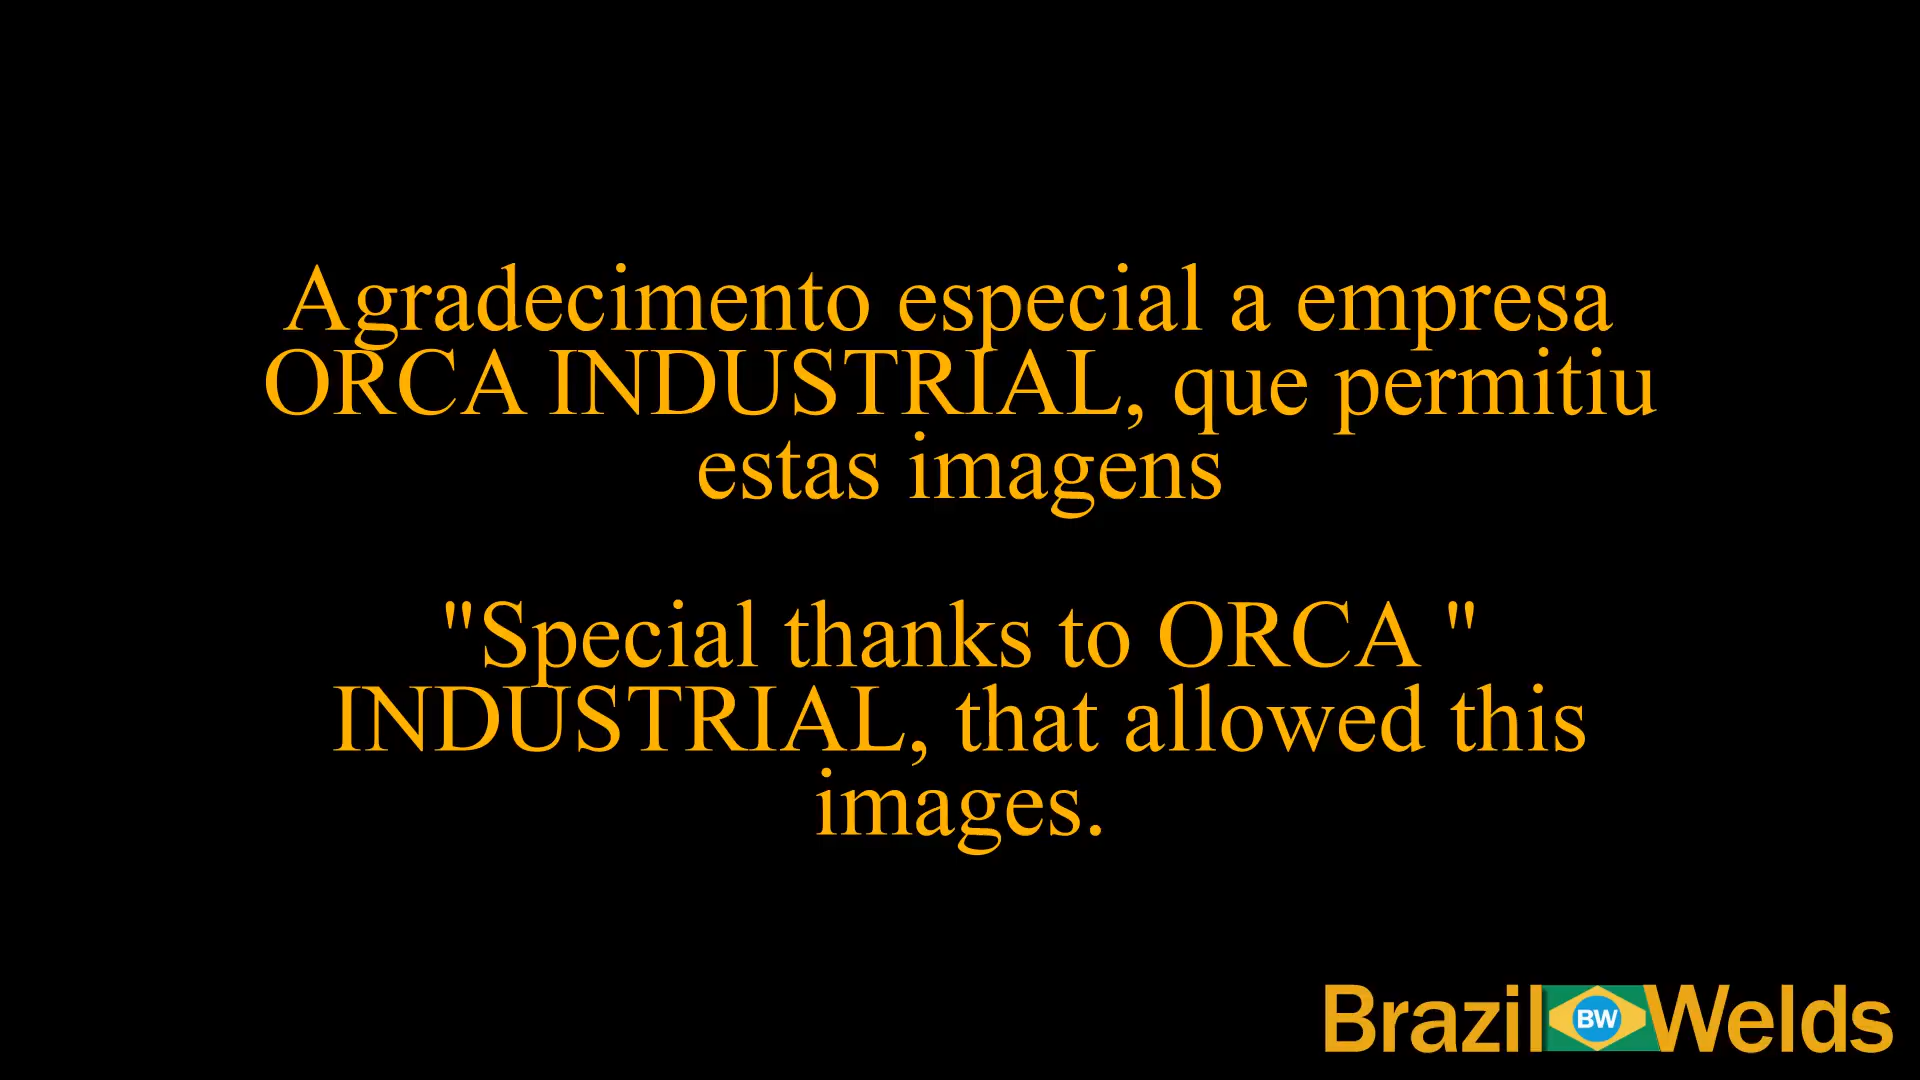 Agradecimento especial a empresa
ORCA INDUSTRIAL, que permitiu
estas imagens
"Special thanks to ORCA "
INDUSTRIAL, that allowed this
images.
Brazil BW Welds